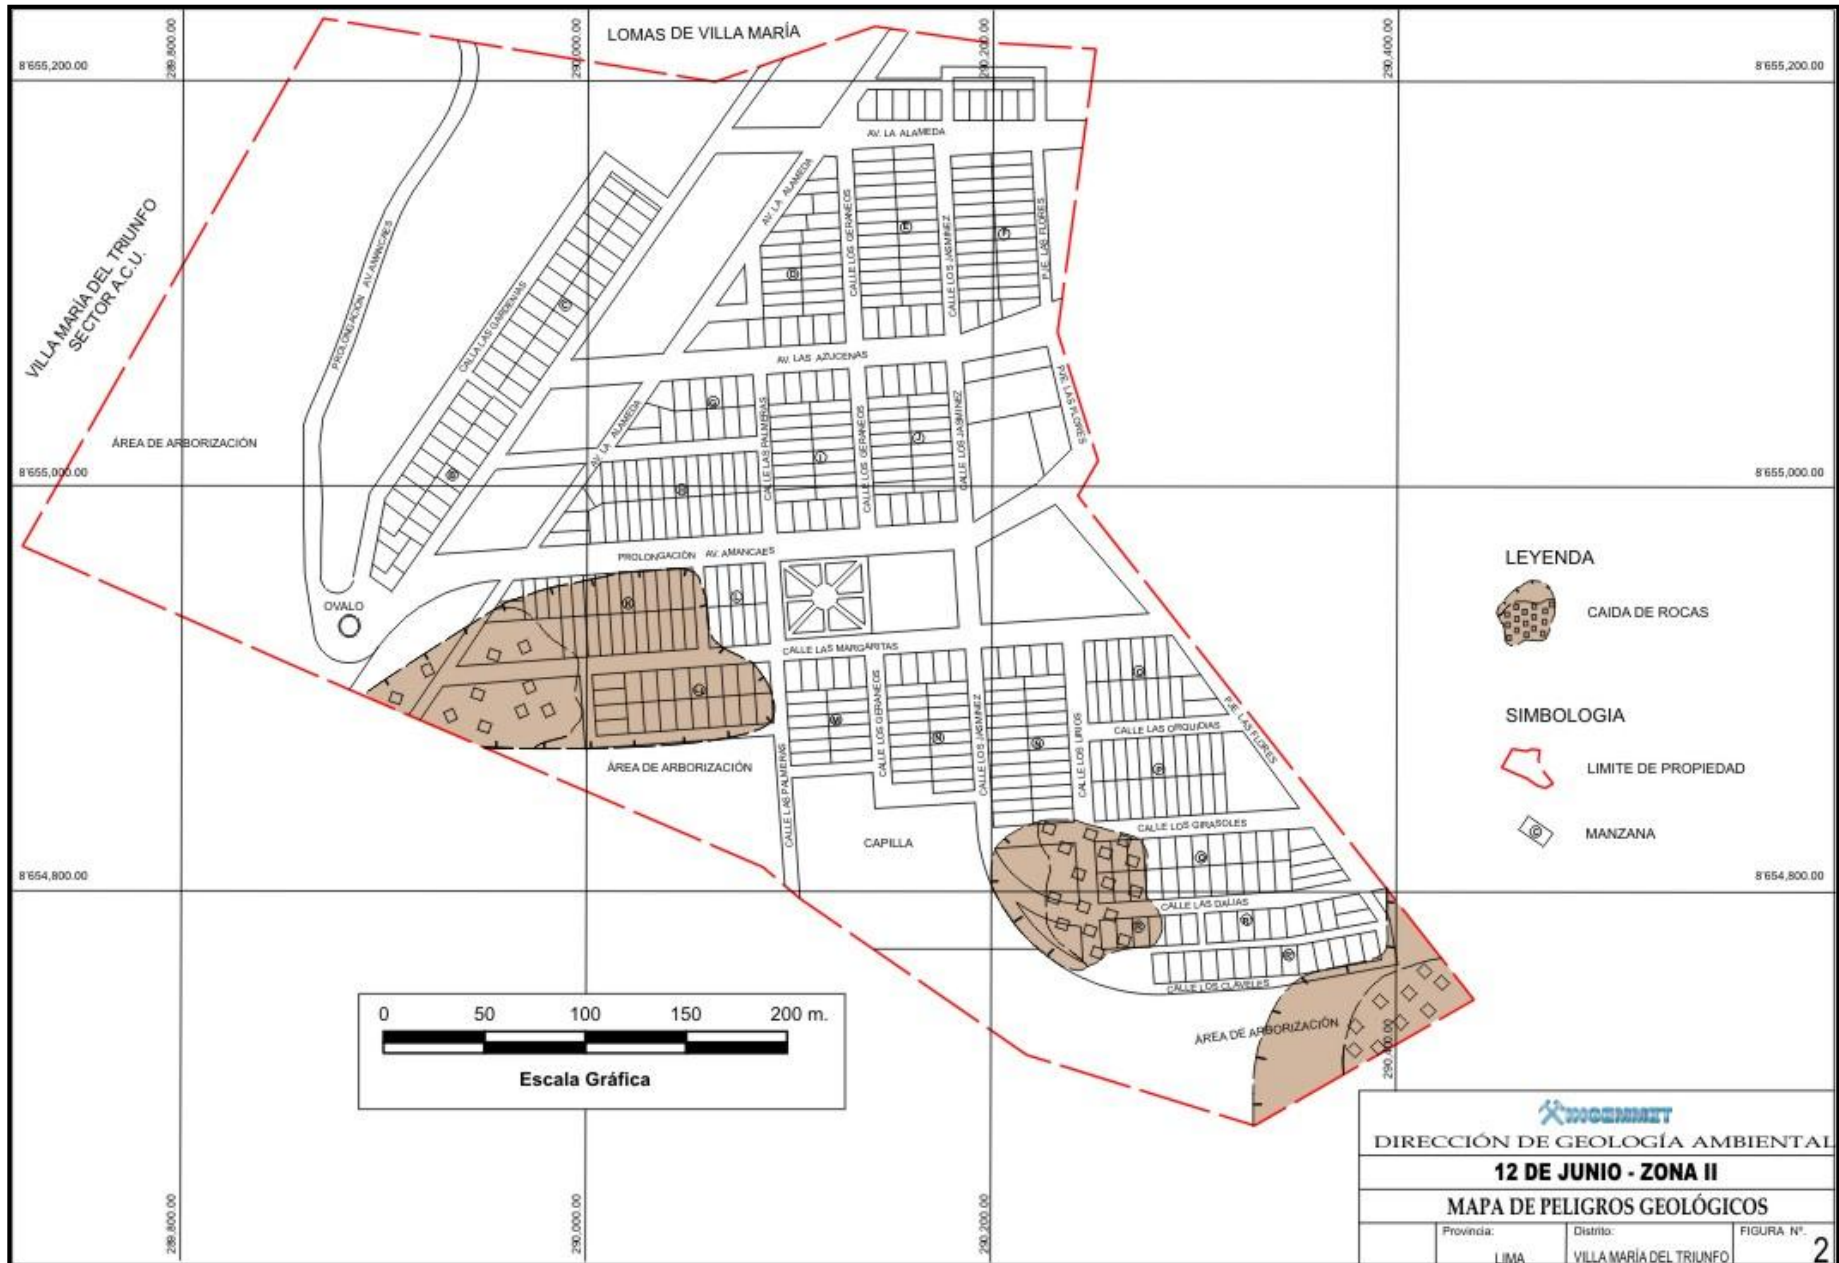 LOMAS DE VILLA MARÍA
289,800.00
290,000.00
290,200.00
290,400.00
8'655,200.00
8'655,200.00
AV. LA ALAMEDA
AV. LA ALAMEDA
CALLE LOS GERANEOS
CALLE LOS JASMINEZ
PJE. LAS FLORES
E
F
D
VILLA MARÍA DEL TRIUNFO
SECTOR A.C.U.
PROLONGACIÓN AV. AMANCAES
CALLA LAS GARDENIAS
C
AV. LAS AZUCENAS
PJE. LAS FLORES
G
AV. LA ALAMEDA
CALLE LAS PALMERAS
CALLE LOS GERANEOS
CALLE LOS JASMINEZ
I
J
ÁREA DE ARBORIZACIÓN
8'655,000.00
8'655,000.00
B
H
PROLONGACIÓN AV. AMANCAES
LEYENDA
CAIDA DE ROCAS
OVALO
K
L
CALLE LAS MARGARITAS
LL
M
N
Ñ
O
CALLE LOS GERANEOS
CALLE LOS JASMINEZ
CALLE LOS LIRIOS
CALLE LAS ORQUIDIAS
PJE. LAS FLORES
SIMBOLOGIA
LIMITE DE PROPIEDAD
C
MANZANA
ÁREA DE ARBORIZACIÓN
CALLE LAS PALMERAS
P
CALLE LOS GIRASOLES
CAPILLA
Q
8'654,800.00
8'654,800.00
CALLE LAS DALIAS
R
CALLE LOS CLAVELES
ÁREA DE ARBORIZACIÓN
0 50 100 150 200 m.
Escala Gráfica
289,800.00
290,000.00
290,200.00
290,400.00
INGEMMET
DIRECCIÓN DE GEOLOGÍA AMBIENTAL
12 DE JUNIO - ZONA II
MAPA DE PELIGROS GEOLÓGICOS
Provincia:
LIMA
Distrito:
VILLA MARÍA DEL TRIUNFO
FIGURA Nº.
2